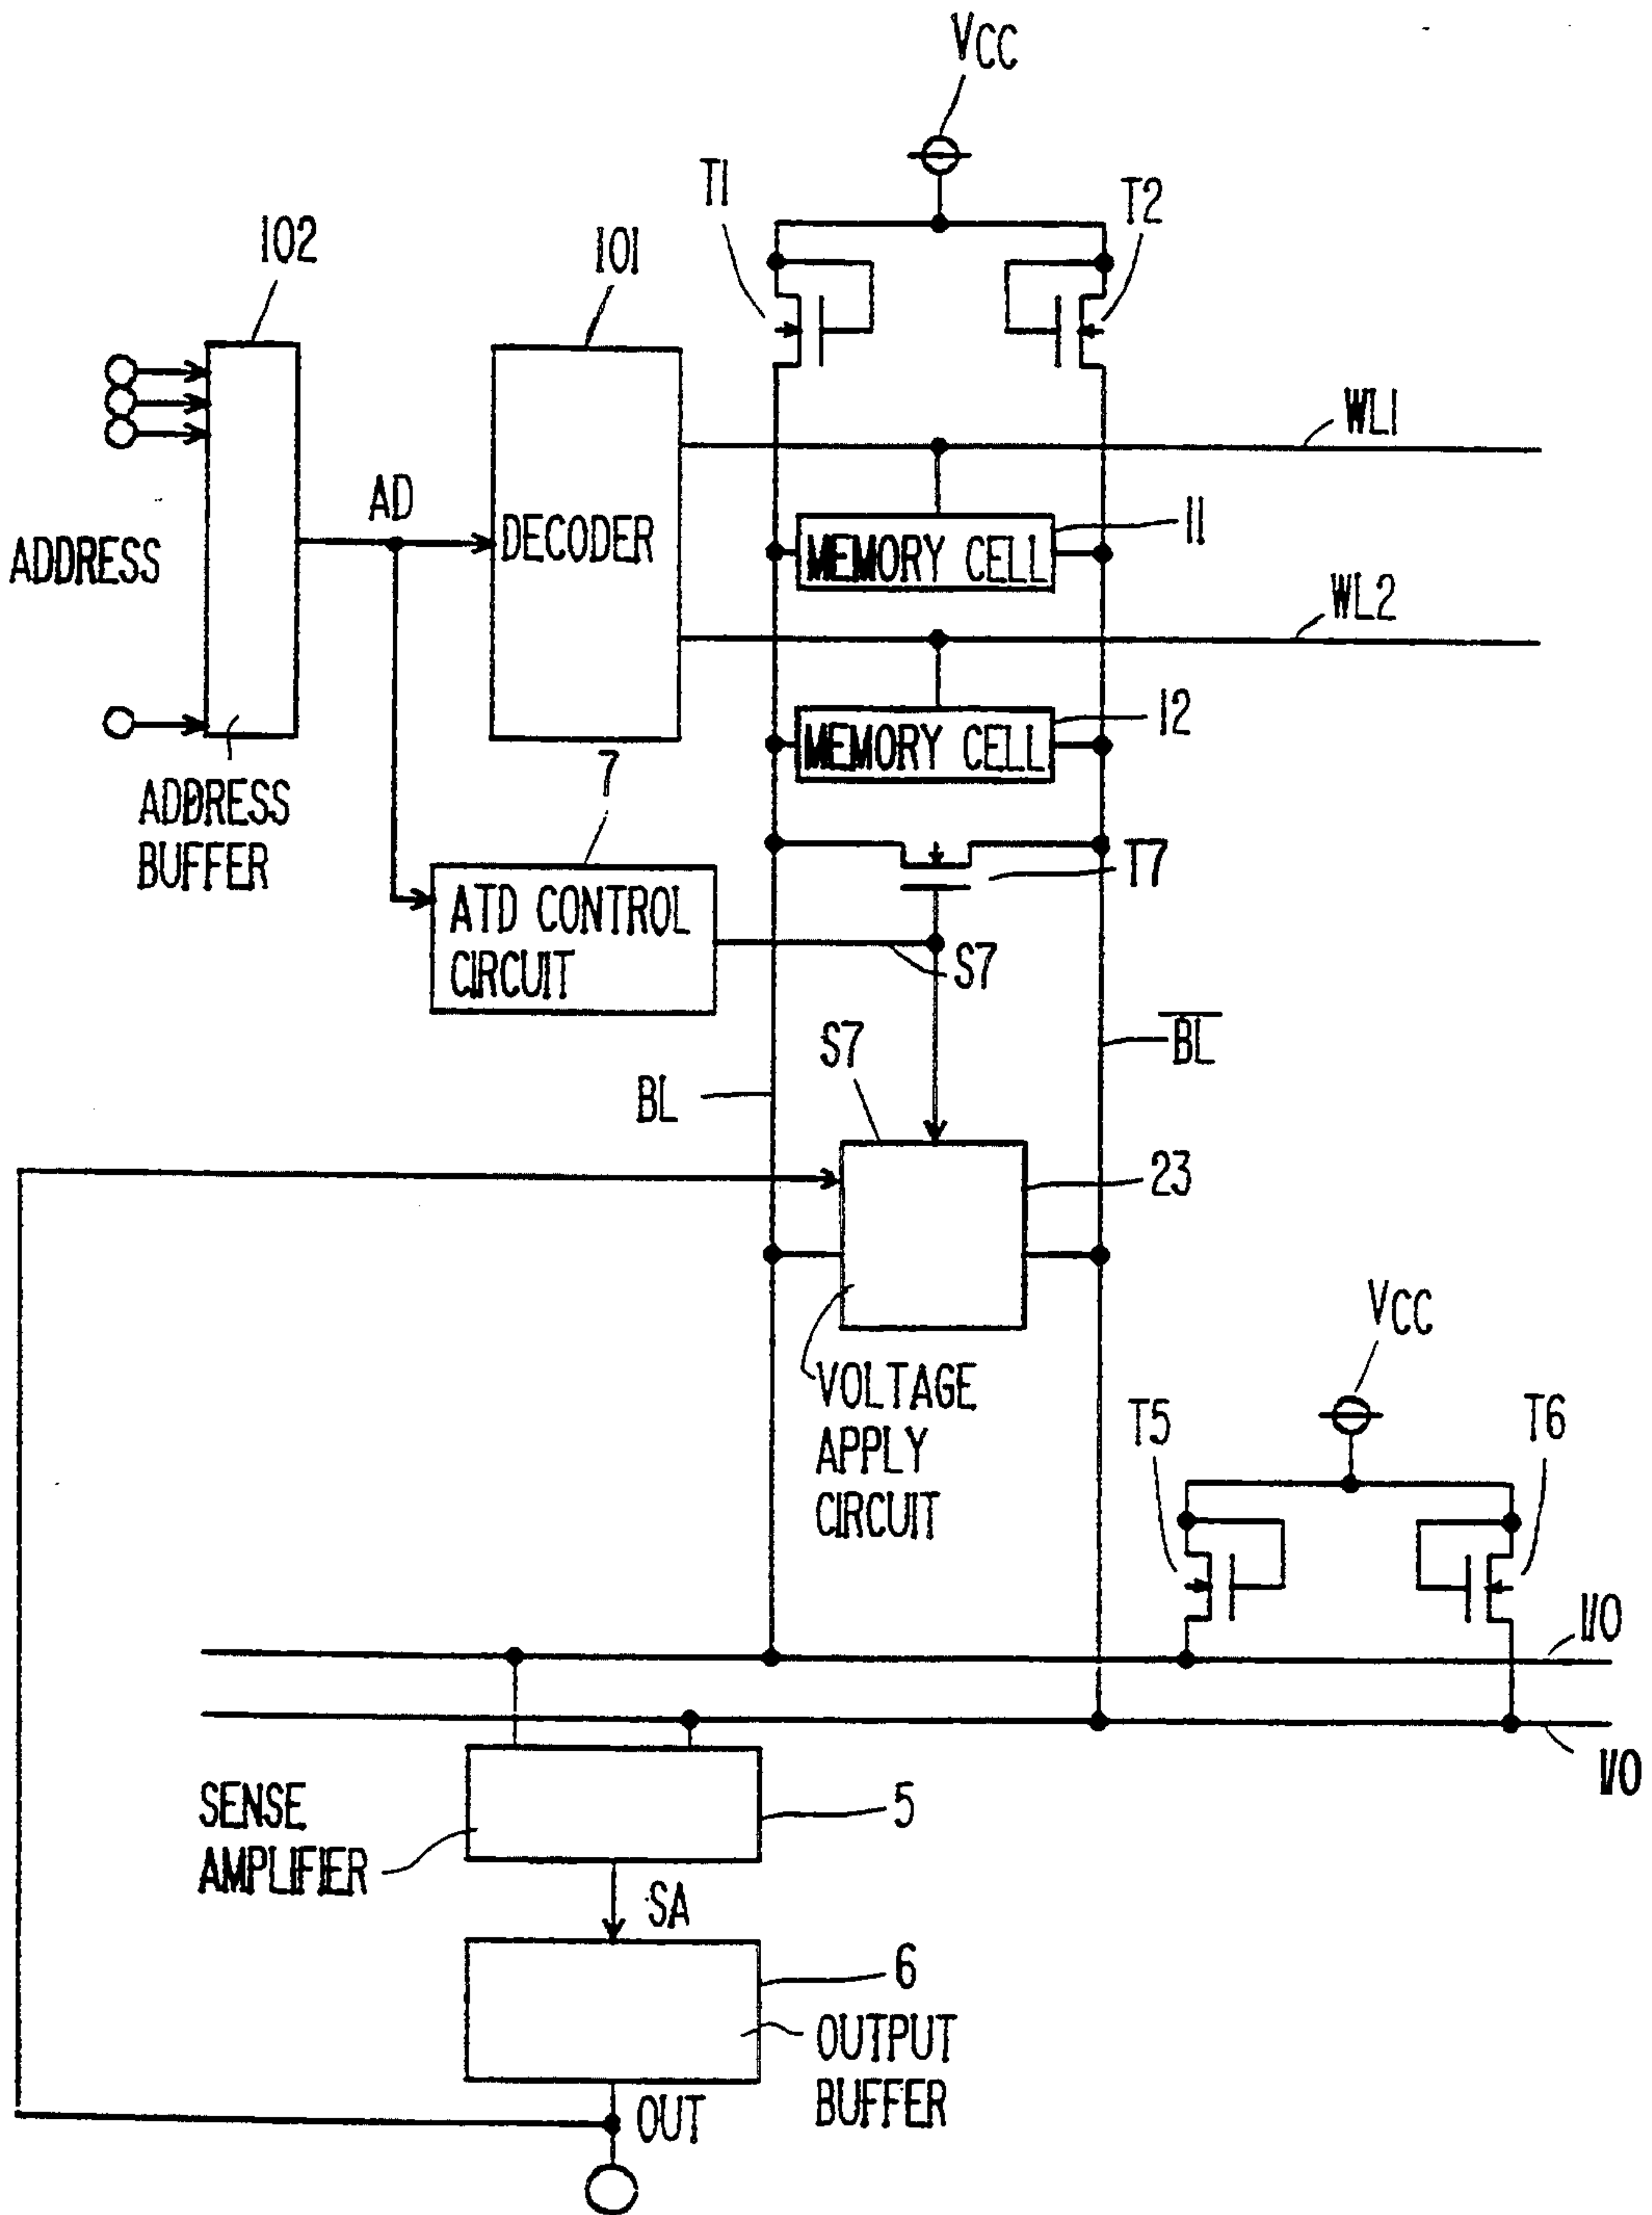 VCC
T1
T2
102
101
WL1
AD
DECODER
11
ADDRESS
MEMORY CELL
WL2
12
MEMORY CELL
7
ADDRESS
BUFFER
T7
ATD CONTROL
CIRCUIT
S7
S7
B̅L̅
BL
23
VCC
VOLTAGE
APPLY
CIRCUIT
T5
T6
I/O
I/O
SENSE
AMPLIFIER
5
SA
6
OUTPUT
BUFFER
OUT